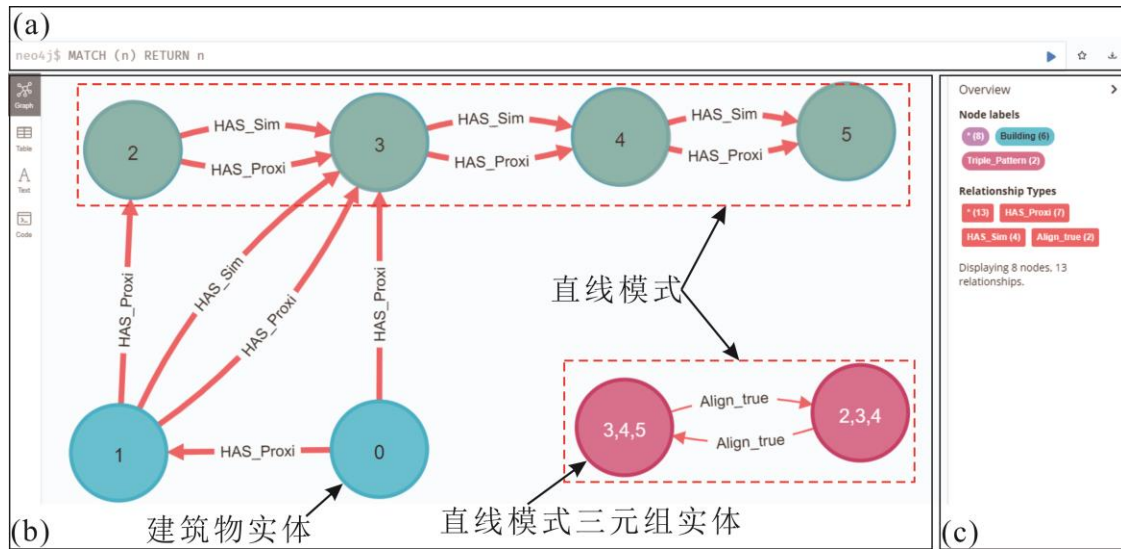 (a)
neo4j$ MATCH (n) RETURN n
Graph
Table
Text
Code
2
HAS_Sim
HAS_Proxi
3
HAS_Sim
HAS_Proxi
4
HAS_Sim
HAS_Proxi
5
HAS_Proxi
HAS_Sim
HAS_Proxi
HAS_Proxi
直线模式
1
HAS_Proxi
0
3,4,5
Align_true
Align_true
2,3,4
(b)
建筑物实体
直线模式三元组实体
Overview
Node labels
* (8) Building (6)
Triple_Pattern (2)
Relationship Types
* (13) HAS_Proxi (7)
HAS_Sim (4) Align_true (2)
Displaying 8 nodes, 13
relationships.
(c)